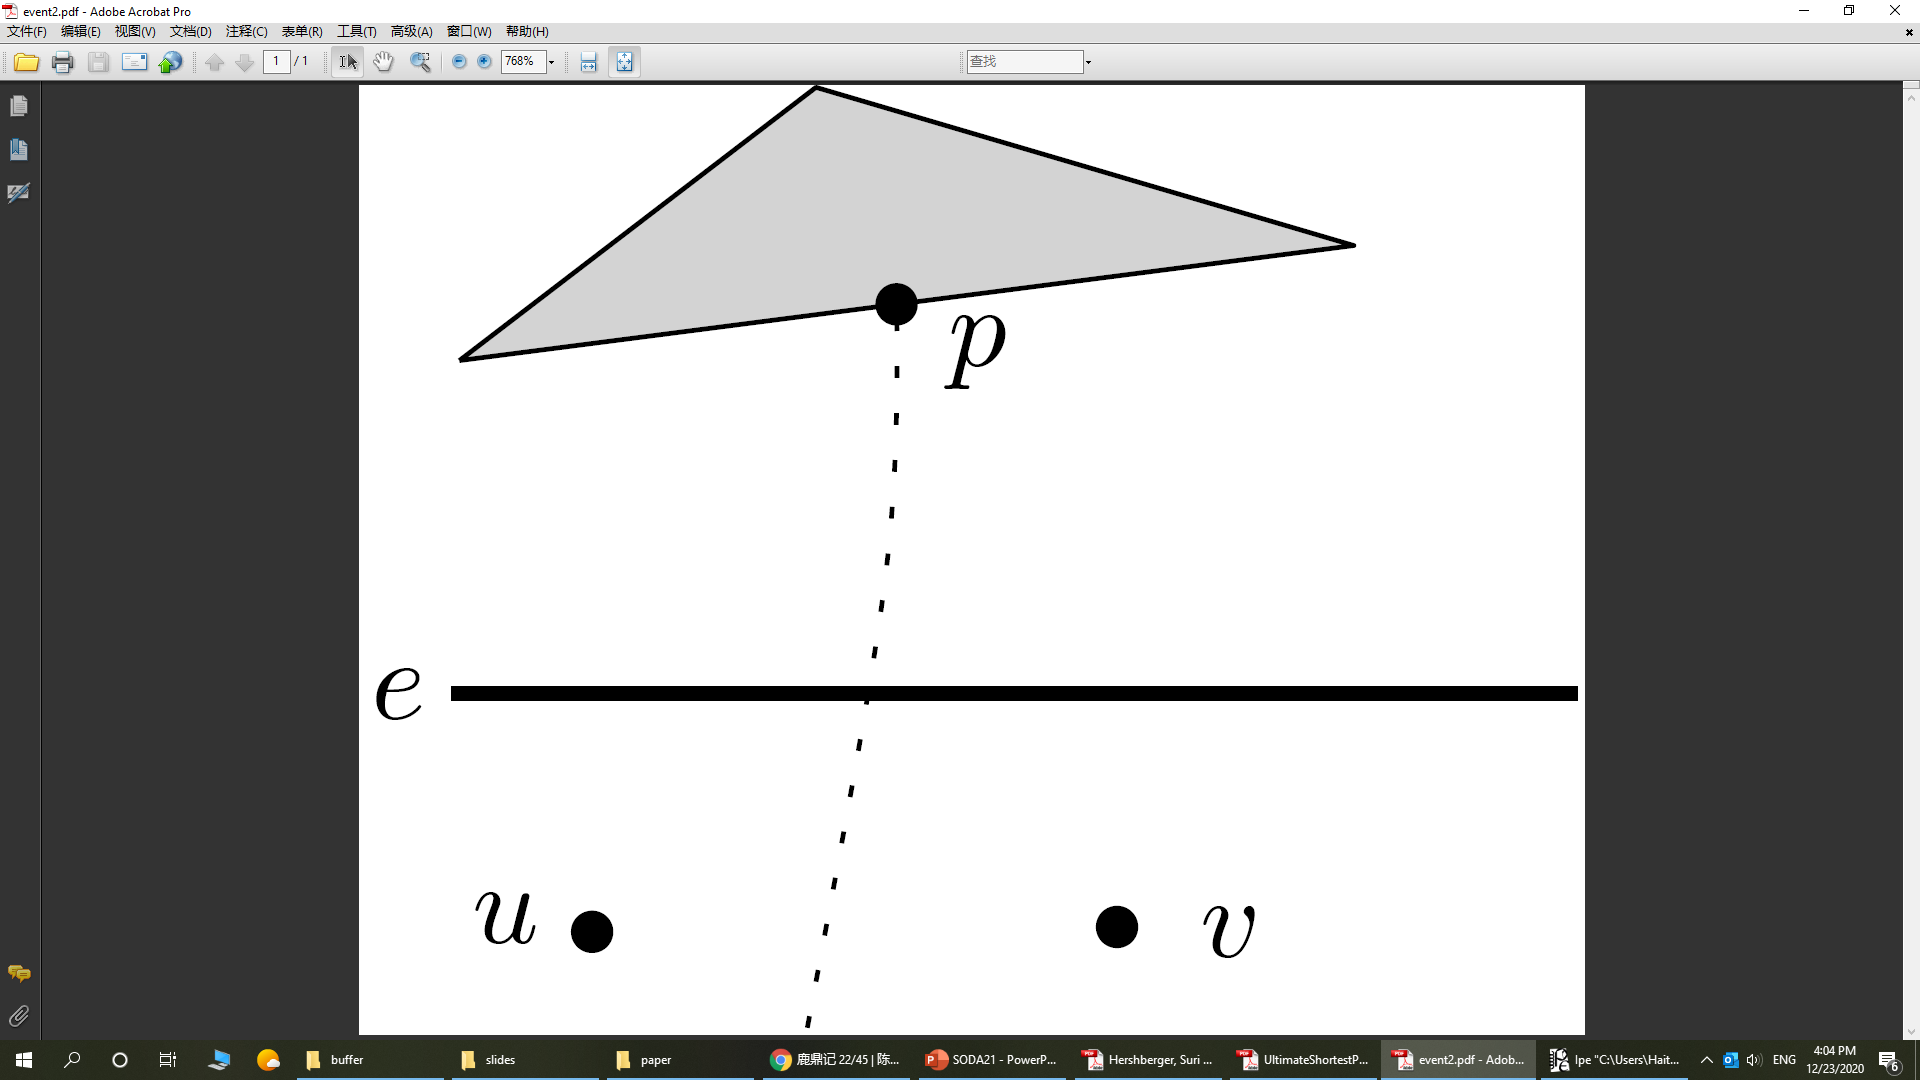 event2.pdf - Adobe Acrobat Pro
文件(F) 编辑(E) 视图(V) 文档(D) 注释(C) 表单(R) 工具(T) 高级(A) 窗口(W) 帮助(H)
1 / 1 768% 查找
p
e
u
v
buffer slides paper 鹿鼎记 22/45 | 陈... SODA21 - PowerP... Hershberger, Suri ... UltimateShortestP... event2.pdf - Adob... Ipe "C:\Users\Hait... ENG 4:04 PM
12/23/2020 6